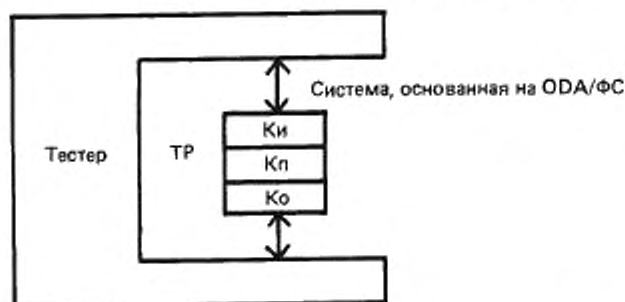 Система, основанная на ODA/ФС
Ки
Тестер
ТР
Кп
Ко